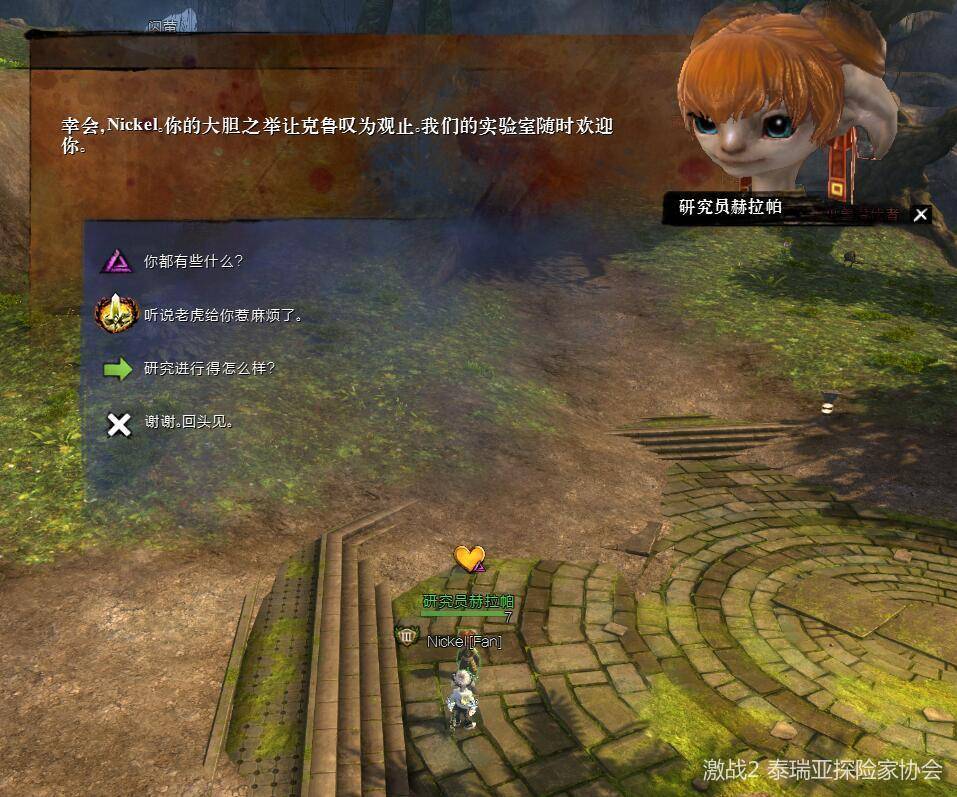 闪萤
幸会,Nickel。你的大胆之举让克鲁叹为观止。我们的实验室随时欢迎
你。
研究员赫拉帕
你都有些什么?
听说老虎给你惹麻烦了。
研究进行得怎么样?
谢谢。回头见。
研究员赫拉帕
7
III
Nickel[Fan]
激战2 泰瑞亚探险家协会